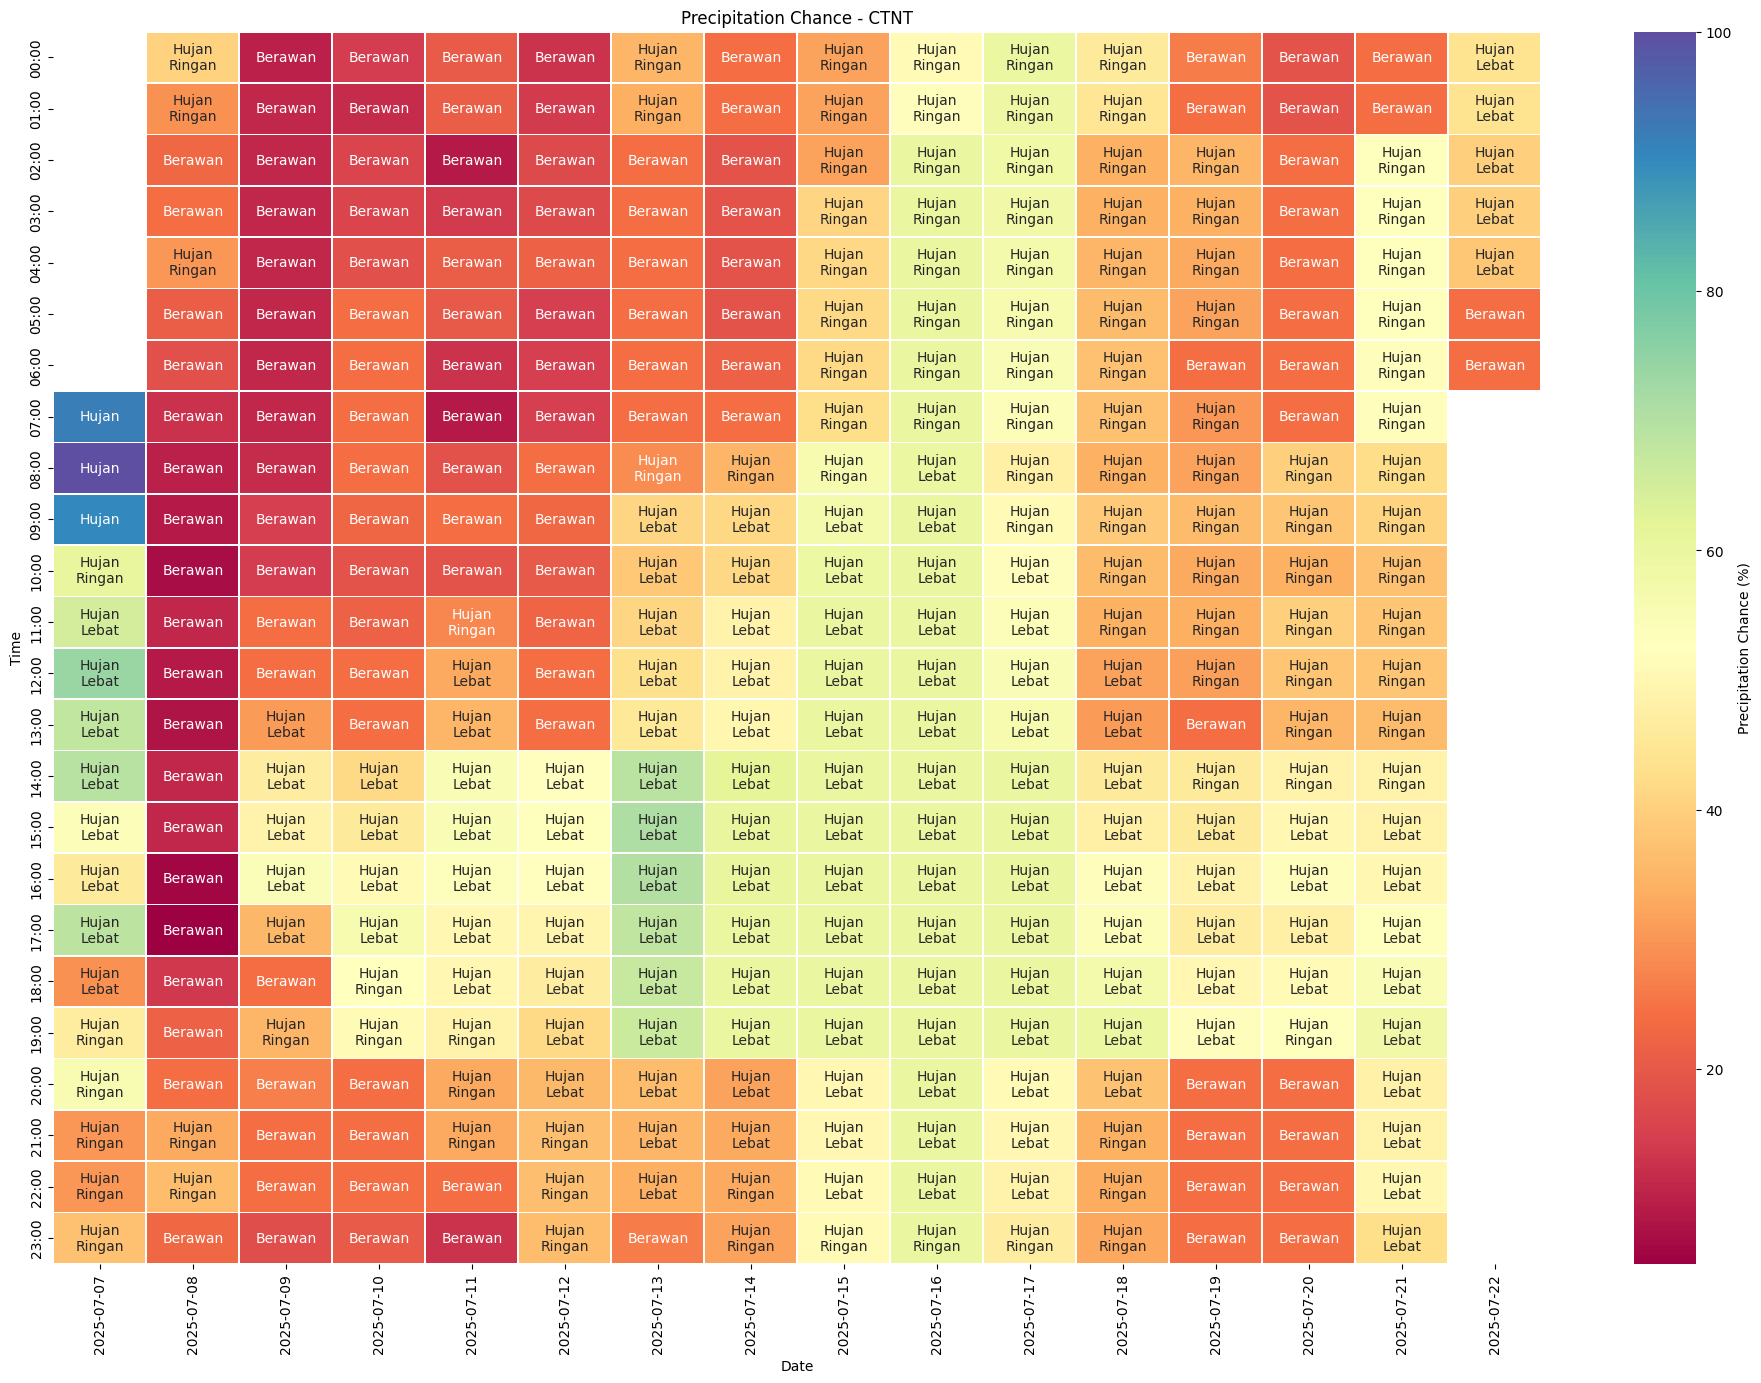 Precipitation Chance - CTNT
00:00 Hujan Ringan Berawan Berawan Berawan Berawan Hujan Ringan Berawan Hujan Ringan Hujan Ringan Hujan Ringan Hujan Ringan Berawan Berawan Berawan Hujan Lebat
01:00 Hujan Ringan Berawan Berawan Berawan Berawan Hujan Ringan Berawan Hujan Ringan Hujan Ringan Hujan Ringan Hujan Ringan Berawan Berawan Berawan Hujan Lebat
02:00 Berawan Berawan Berawan Berawan Berawan Berawan Berawan Hujan Ringan Hujan Ringan Hujan Ringan Hujan Ringan Hujan Ringan Berawan Hujan Ringan Hujan Lebat
03:00 Berawan Berawan Berawan Berawan Berawan Berawan Berawan Hujan Ringan Hujan Ringan Hujan Ringan Hujan Ringan Hujan Ringan Berawan Hujan Ringan Hujan Lebat
04:00 Hujan Ringan Berawan Berawan Berawan Berawan Berawan Berawan Hujan Ringan Hujan Ringan Hujan Ringan Hujan Ringan Hujan Ringan Berawan Hujan Ringan Hujan Lebat
05:00 Berawan Berawan Berawan Berawan Berawan Berawan Berawan Hujan Ringan Hujan Ringan Hujan Ringan Hujan Ringan Hujan Ringan Berawan Hujan Ringan Berawan
06:00 Berawan Berawan Berawan Berawan Berawan Berawan Berawan Hujan Ringan Hujan Ringan Hujan Ringan Hujan Ringan Berawan Berawan Hujan Ringan Berawan
07:00 Hujan Berawan Berawan Berawan Berawan Berawan Berawan Berawan Hujan Ringan Hujan Ringan Hujan Ringan Hujan Ringan Hujan Ringan Berawan Hujan Ringan
08:00 Hujan Berawan Berawan Berawan Berawan Berawan Hujan Ringan Hujan Ringan Hujan Ringan Hujan Lebat Hujan Ringan Hujan Ringan Hujan Ringan Hujan Ringan Hujan Ringan
09:00 Hujan Berawan Berawan Berawan Berawan Berawan Hujan Lebat Hujan Lebat Hujan Lebat Hujan Lebat Hujan Ringan Hujan Ringan Hujan Ringan Hujan Ringan Hujan Ringan
10:00 Hujan Ringan Berawan Berawan Berawan Berawan Berawan Hujan Lebat Hujan Lebat Hujan Lebat Hujan Lebat Hujan Lebat Hujan Ringan Hujan Ringan Hujan Ringan Hujan Ringan
11:00 Hujan Lebat Berawan Berawan Berawan Hujan Ringan Berawan Hujan Lebat Hujan Lebat Hujan Lebat Hujan Lebat Hujan Lebat Hujan Ringan Hujan Ringan Hujan Ringan Hujan Ringan
12:00 Hujan Lebat Berawan Berawan Berawan Hujan Lebat Berawan Hujan Lebat Hujan Lebat Hujan Lebat Hujan Lebat Hujan Lebat Hujan Lebat Hujan Ringan Hujan Ringan Hujan Ringan
13:00 Hujan Lebat Berawan Hujan Lebat Berawan Hujan Lebat Berawan Hujan Lebat Hujan Lebat Hujan Lebat Hujan Lebat Hujan Lebat Hujan Lebat Berawan Hujan Ringan Hujan Ringan
14:00 Hujan Lebat Berawan Hujan Lebat Hujan Lebat Hujan Lebat Hujan Lebat Hujan Lebat Hujan Lebat Hujan Lebat Hujan Lebat Hujan Lebat Hujan Lebat Hujan Ringan Hujan Ringan Hujan Ringan
15:00 Hujan Lebat Berawan Hujan Lebat Hujan Lebat Hujan Lebat Hujan Lebat Hujan Lebat Hujan Lebat Hujan Lebat Hujan Lebat Hujan Lebat Hujan Lebat Hujan Lebat Hujan Lebat Hujan Lebat
16:00 Hujan Lebat Berawan Hujan Lebat Hujan Lebat Hujan Lebat Hujan Lebat Hujan Lebat Hujan Lebat Hujan Lebat Hujan Lebat Hujan Lebat Hujan Lebat Hujan Lebat Hujan Lebat Hujan Lebat
17:00 Hujan Lebat Berawan Hujan Lebat Hujan Lebat Hujan Lebat Hujan Lebat Hujan Lebat Hujan Lebat Hujan Lebat Hujan Lebat Hujan Lebat Hujan Lebat Hujan Lebat Hujan Lebat Hujan Lebat
18:00 Hujan Lebat Berawan Berawan Hujan Ringan Hujan Lebat Hujan Lebat Hujan Lebat Hujan Lebat Hujan Lebat Hujan Lebat Hujan Lebat Hujan Lebat Hujan Lebat Hujan Lebat Hujan Lebat
19:00 Hujan Ringan Berawan Hujan Ringan Hujan Ringan Hujan Ringan Hujan Lebat Hujan Lebat Hujan Lebat Hujan Lebat Hujan Lebat Hujan Lebat Hujan Lebat Hujan Lebat Hujan Ringan Hujan Lebat
20:00 Hujan Ringan Berawan Berawan Berawan Hujan Ringan Hujan Lebat Hujan Lebat Hujan Lebat Hujan Lebat Hujan Lebat Hujan Lebat Hujan Lebat Berawan Berawan Hujan Lebat
21:00 Hujan Ringan Hujan Ringan Berawan Berawan Hujan Ringan Hujan Ringan Hujan Lebat Hujan Lebat Hujan Lebat Hujan Lebat Hujan Lebat Hujan Ringan Berawan Berawan Hujan Lebat
22:00 Hujan Ringan Hujan Ringan Berawan Berawan Berawan Hujan Ringan Hujan Lebat Hujan Ringan Hujan Lebat Hujan Lebat Hujan Lebat Hujan Ringan Berawan Berawan Hujan Lebat
23:00 Hujan Ringan Berawan Berawan Berawan Berawan Hujan Ringan Berawan Hujan Ringan Hujan Ringan Hujan Ringan Hujan Ringan Hujan Ringan Berawan Berawan Hujan Lebat
2025-07-07 2025-07-08 2025-07-09 2025-07-10 2025-07-11 2025-07-12 2025-07-13 2025-07-14 2025-07-15 2025-07-16 2025-07-17 2025-07-18 2025-07-19 2025-07-20 2025-07-21 2025-07-22
Time
Date
100
80
60
40
20
Precipitation Chance (%)